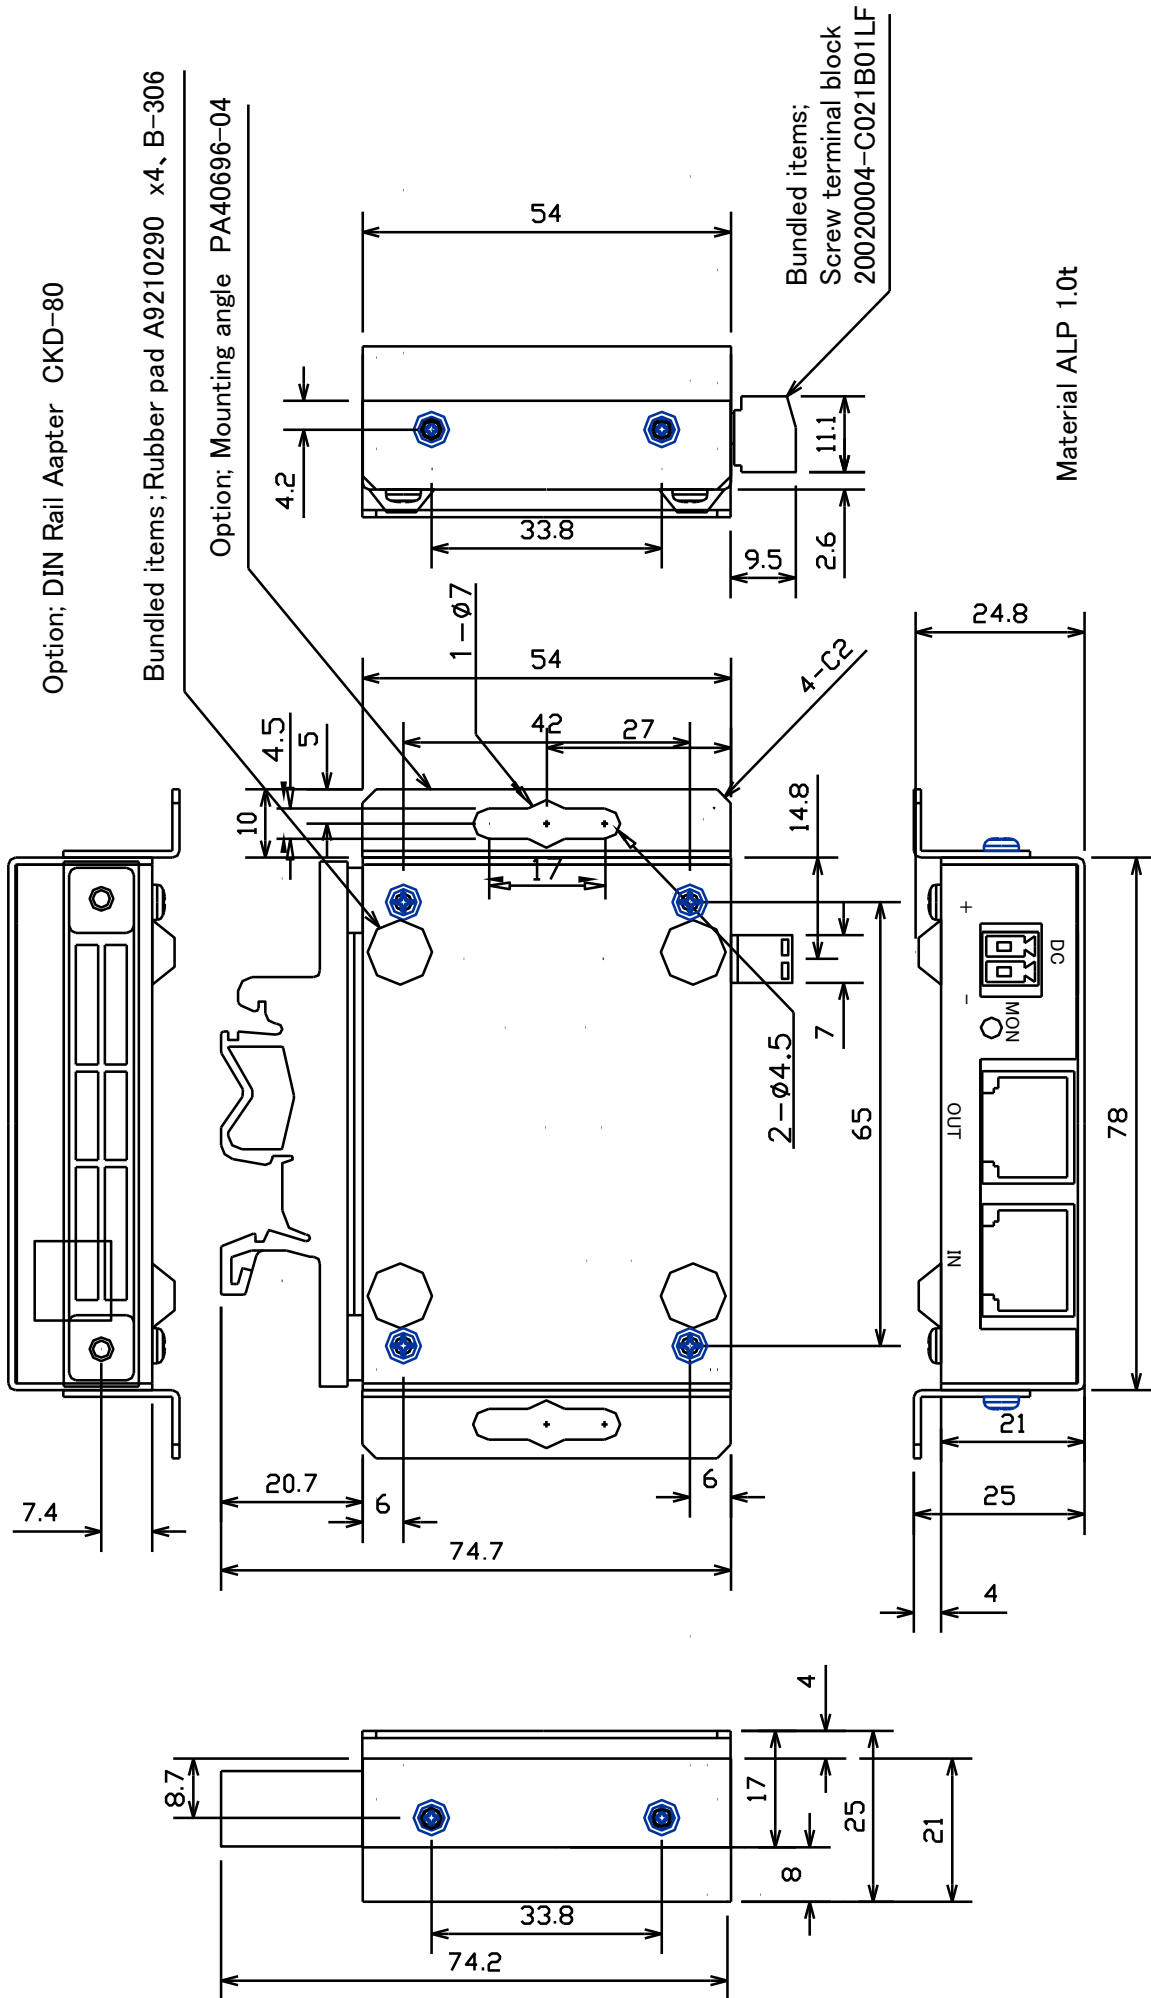 Option; DIN Rail Aapter CKD-80
Bundled items;Rubber pad A9210290 x4、B-306
Option; Mounting angle PA40696-04
Bundled items;
Screw terminal block
20020004-C021B01LF
Material ALP 1.0t
54
4.2
33.8
11.1
9.5
2.6
1-ø7
54
42
27
4-C2
4.5
5
10
17
14.8
7
2-ø4.5
65
24.8
+
DC
-
MON
OUT
IN
78
21
25
4
7.4
20.7
6
6
74.7
8.7
4
17
25
21
8
33.8
74.2